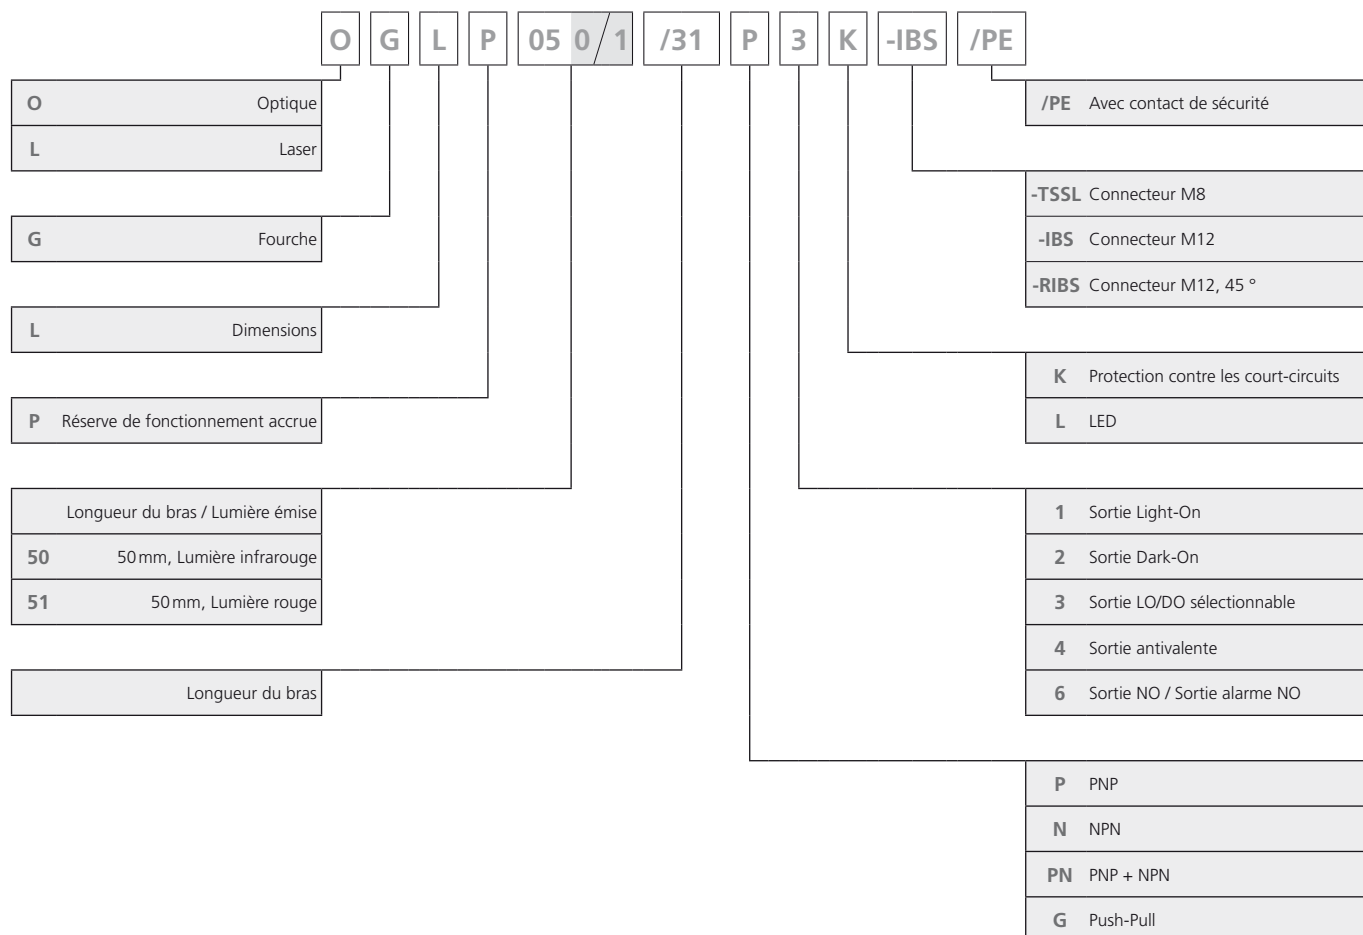 O G L P 05 0/1 /31 P 3 K -IBS /PE
O Optique
L Laser
G Fourche
L Dimensions
P Réserve de fonctionnement accrue
Longueur du bras / Lumière émise
50 50 mm, Lumière infrarouge
51 50 mm, Lumière rouge
Longueur du bras
/PE Avec contact de sécurité
-TSSL Connecteur M8
-IBS Connecteur M12
-RIBS Connecteur M12, 45 °
K Protection contre les court-circuits
L LED
1 Sortie Light-On
2 Sortie Dark-On
3 Sortie LO/DO sélectionnable
4 Sortie antivalente
6 Sortie NO / Sortie alarme NO
P PNP
N NPN
PN PNP + NPN
G Push-Pull